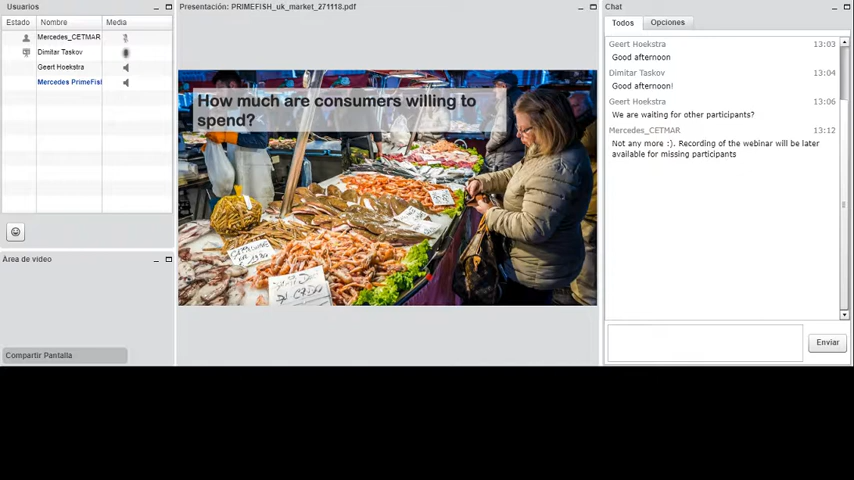 Usuarios
Estado Nombre Media
Mercedes_CETMAR
Dimitar Taskov
Geert Hoekstra
Mercedes PrimeFisl
Área de video
Compartir Pantalla
Presentación: PRIMEFISH_uk_market_271118.pdf
How much are consumers willing to
spend?
Chat
Todos Opciones
Geert Hoekstra 13:03
Good afternoon
Dimitar Taskov 13:04
Good afternoon!
Geert Hoekstra 13:06
We are waiting for other participants?
Mercedes_CETMAR 13:12
Not any more :). Recording of the webinar will be later
available for missing participants
Enviar